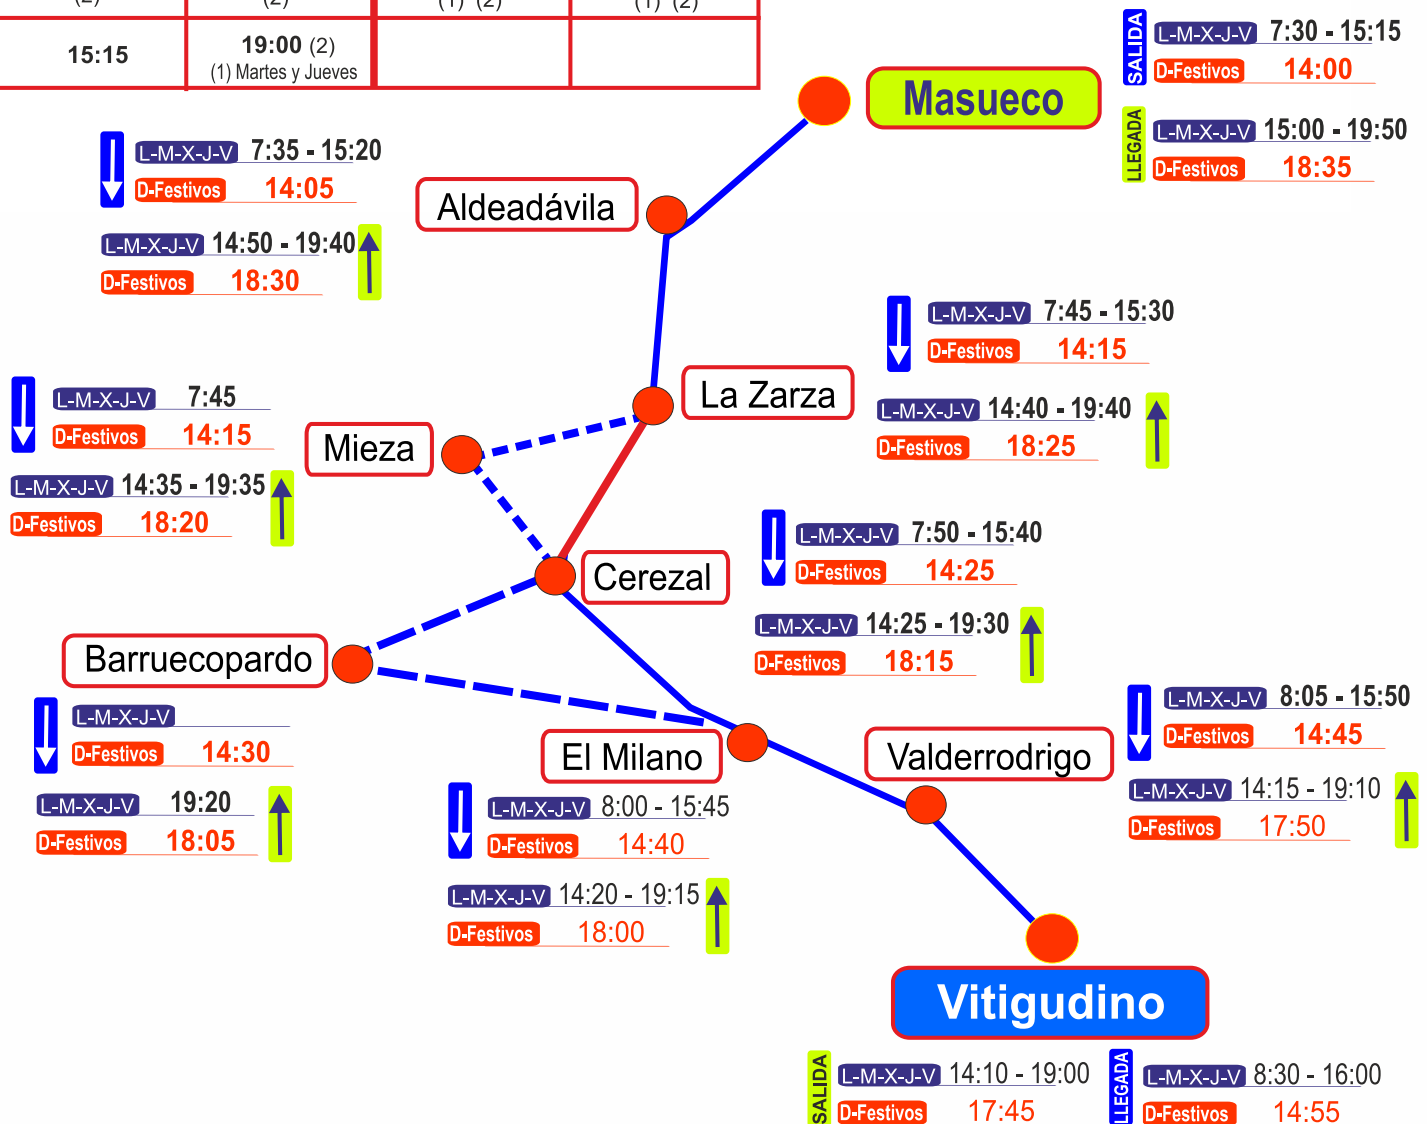 (2) (2) (1) (2) (1) (2)
15:15 19:00 (2)
(1) Martes y Jueves
SALIDA
L-M-X-J-V 7:30 - 15:15
D-Festivos 14:00
Masueco
LLEGADA
L-M-X-J-V 15:00 - 19:50
D-Festivos 18:35
L-M-X-J-V 7:35 - 15:20
D-Festivos 14:05
Aldeadávila
L-M-X-J-V 14:50 - 19:40
D-Festivos 18:30
L-M-X-J-V 7:45 - 15:30
D-Festivos 14:15
La Zarza
L-M-X-J-V 14:40 - 19:40
D-Festivos 18:25
L-M-X-J-V 7:45
D-Festivos 14:15
Mieza
L-M-X-J-V 14:35 - 19:35
D-Festivos 18:20
L-M-X-J-V 7:50 - 15:40
D-Festivos 14:25
Cerezal
L-M-X-J-V 14:25 - 19:30
D-Festivos 18:15
Barruecopardo
L-M-X-J-V
D-Festivos 14:30
L-M-X-J-V 19:20
D-Festivos 18:05
El Milano
L-M-X-J-V 8:00 - 15:45
D-Festivos 14:40
L-M-X-J-V 14:20 - 19:15
D-Festivos 18:00
L-M-X-J-V 8:05 - 15:50
D-Festivos 14:45
Valderrodrigo
L-M-X-J-V 14:15 - 19:10
D-Festivos 17:50
Vitigudino
SALIDA
L-M-X-J-V 14:10 - 19:00
D-Festivos 17:45
LLEGADA
L-M-X-J-V 8:30 - 16:00
D-Festivos 14:55